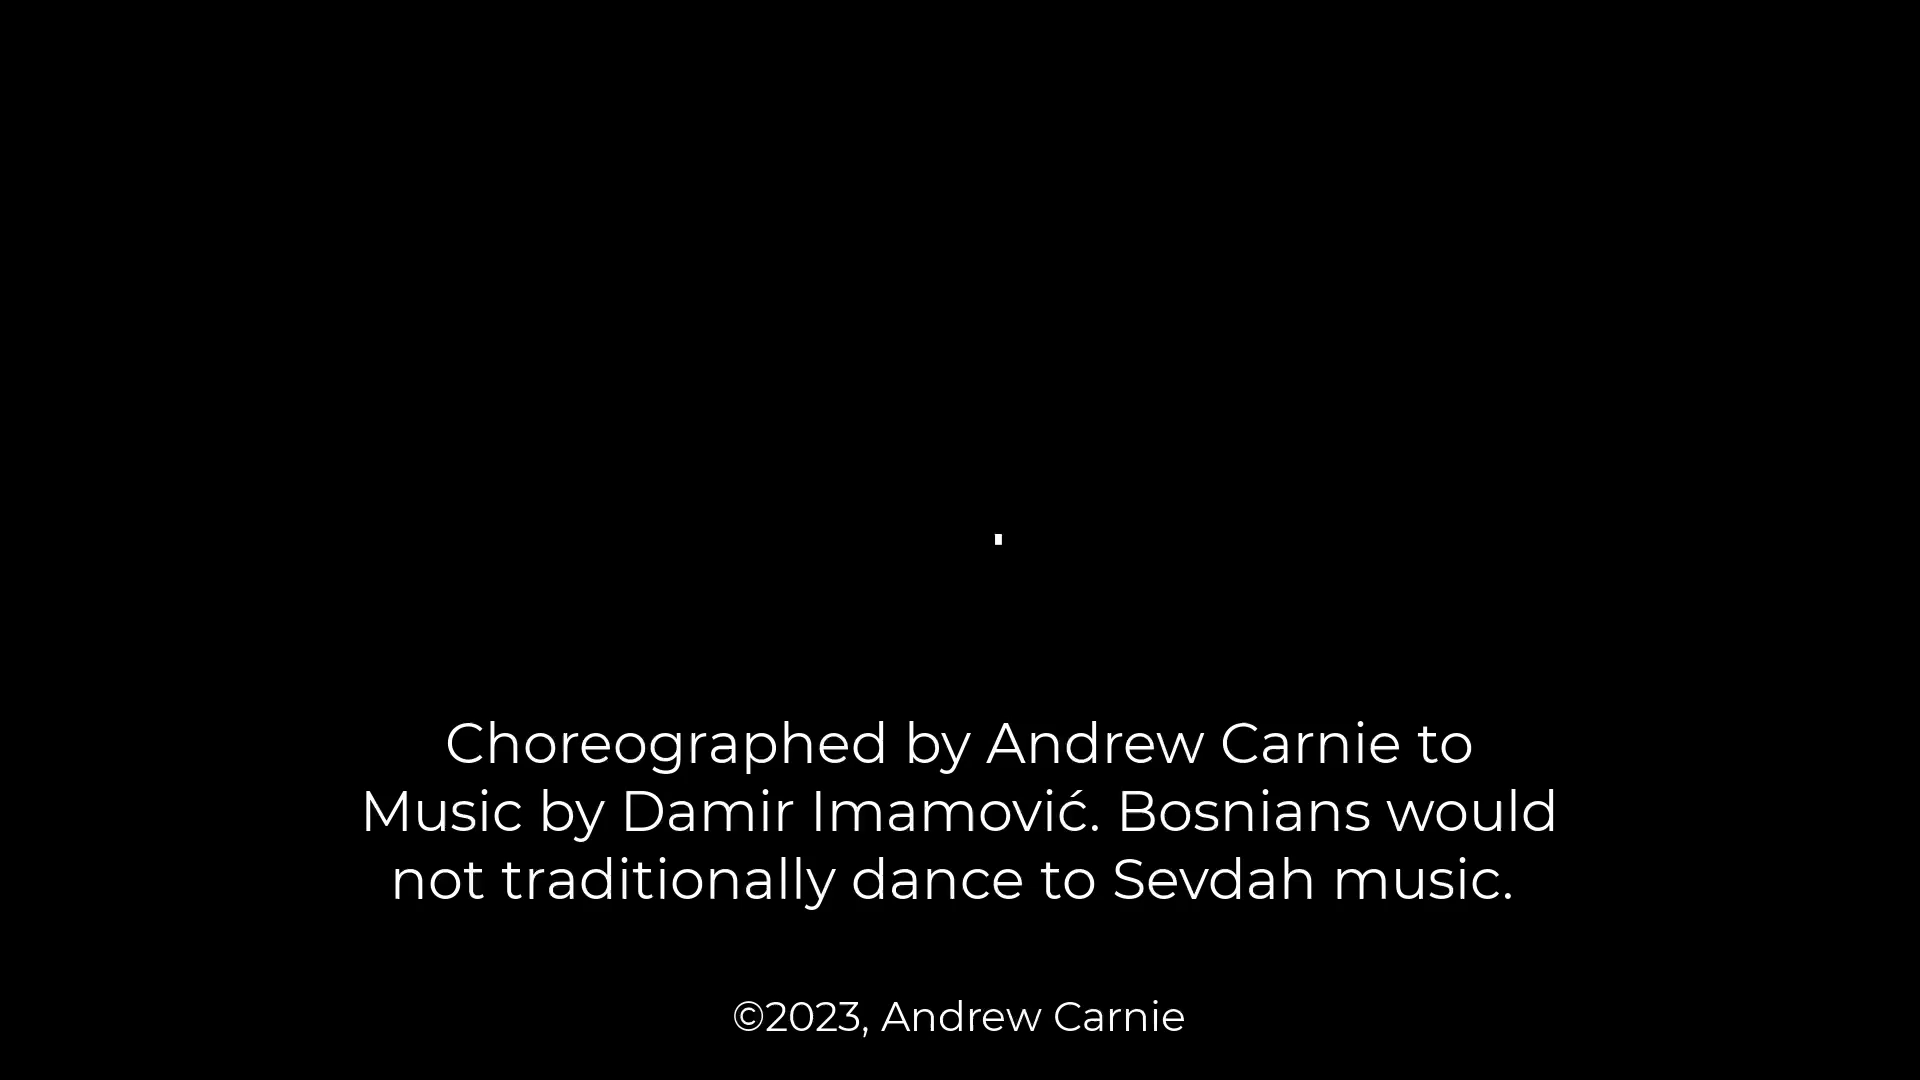 Choreographed by Andrew Carnie to
Music by Damir Imamović. Bosnians would
not traditionally dance to Sevdah music.
©2023, Andrew Carnie